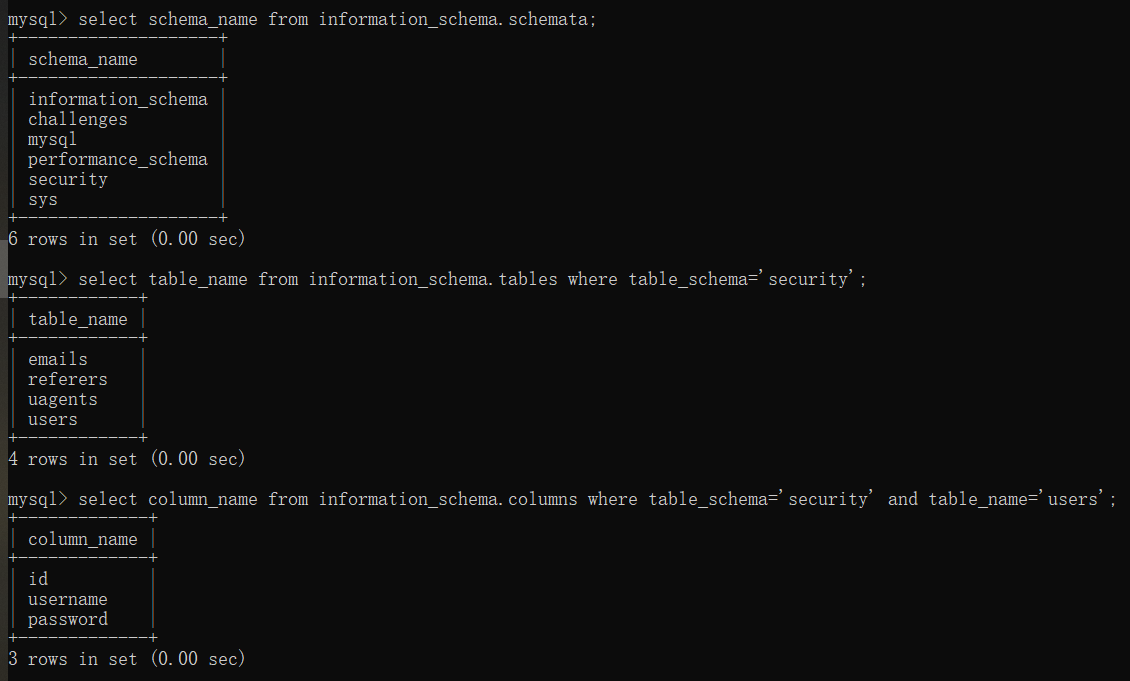 mysql> select schema_name from information_schema.schemata;
+--------------------+
| schema_name        |
+--------------------+
| information_schema |
| challenges         |
| mysql              |
| performance_schema |
| security           |
| sys                |
+--------------------+
6 rows in set (0.00 sec)
mysql> select table_name from information_schema.tables where table_schema='security';
+------------+
| table_name |
+------------+
| emails     |
| referers   |
| uagents    |
| users      |
+------------+
4 rows in set (0.00 sec)
mysql> select column_name from information_schema.columns where table_schema='security' and table_name='users';
+-------------+
| column_name |
+-------------+
| id          |
| username    |
| password    |
+-------------+
3 rows in set (0.00 sec)